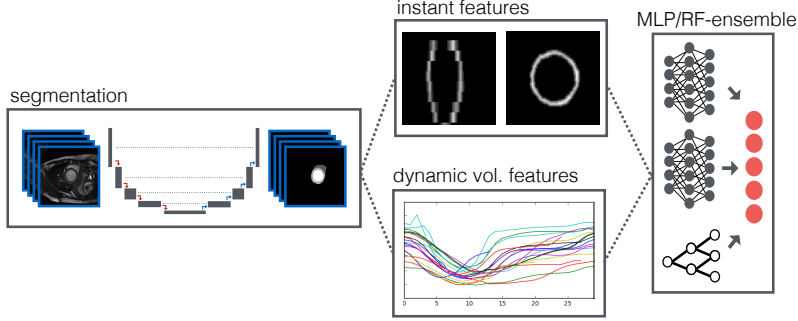 instant features
MLP/RF-ensemble
segmentation
dynamic vol. features
0 5 10 15 20 25